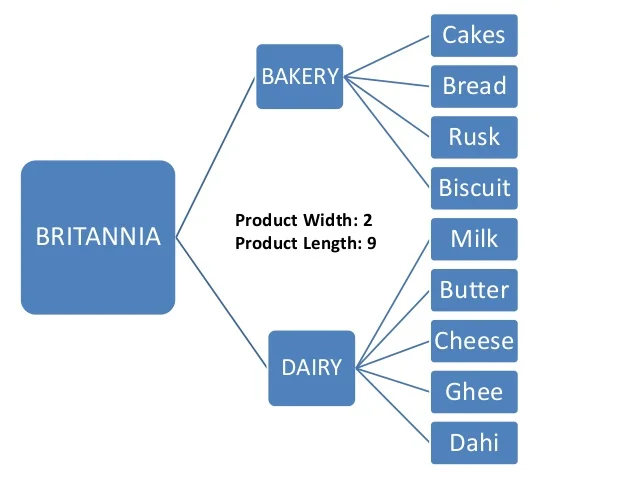 BRITANNIA
BAKERY
Cakes
Bread
Rusk
Biscuit
Product Width: 2
Product Length: 9
DAIRY
Milk
Butter
Cheese
Ghee
Dahi